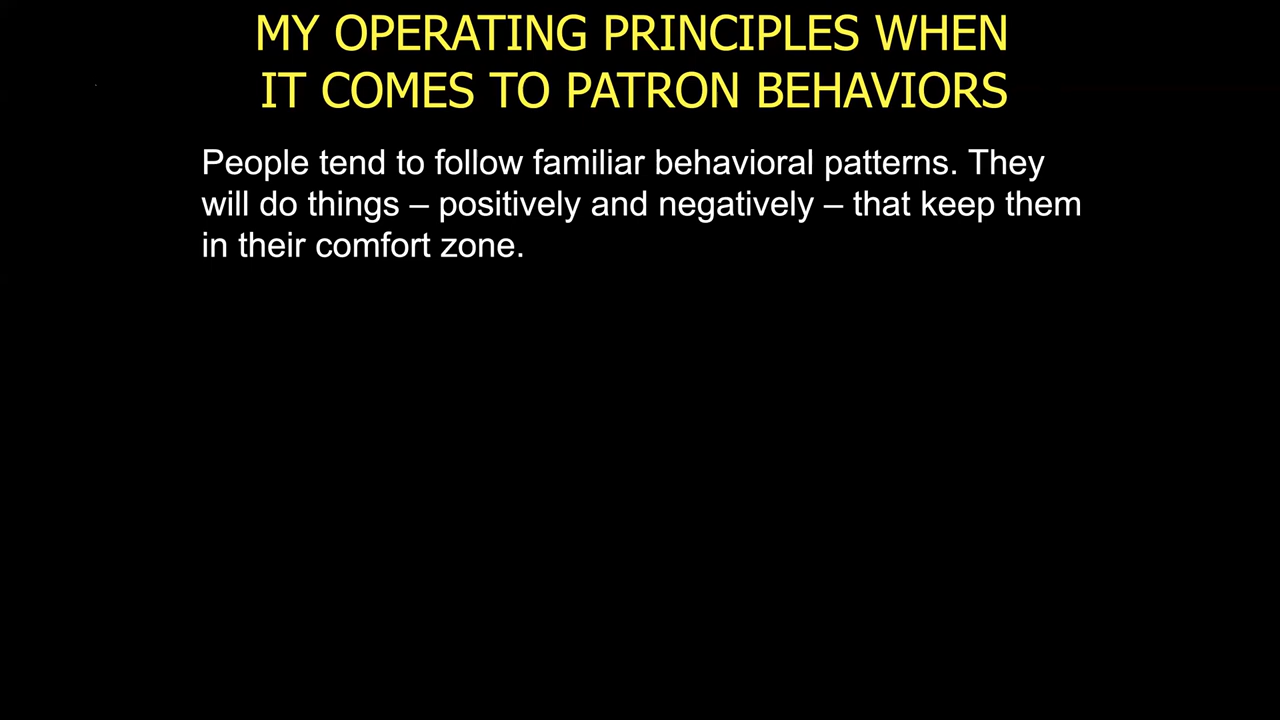 MY OPERATING PRINCIPLES WHEN
IT COMES TO PATRON BEHAVIORS
People tend to follow familiar behavioral patterns. They
will do things – positively and negatively – that keep them
in their comfort zone.